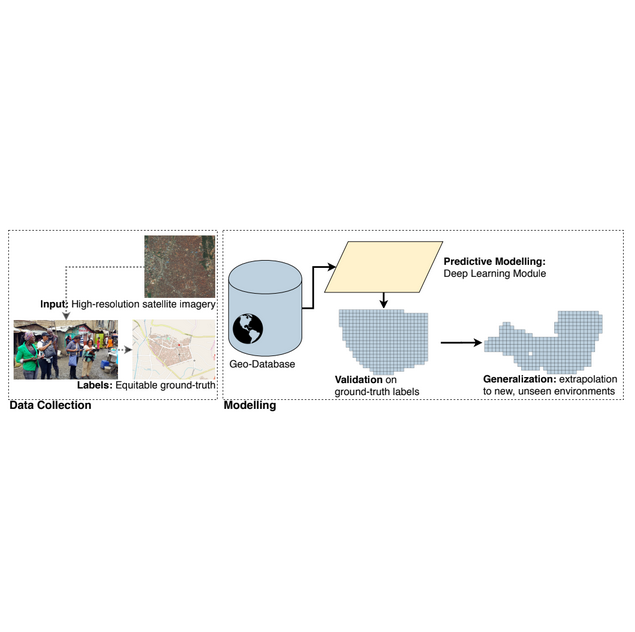 Input: High-resolution satellite imagery
Labels: Equitable ground-truth
Data Collection
Geo-Database
Predictive Modelling:
Deep Learning Module
Validation on
ground-truth labels
Generalization: extrapolation
to new, unseen environments
Modelling